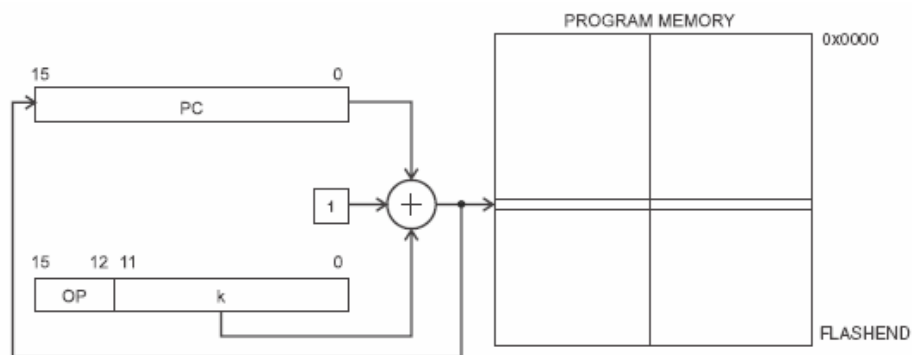 PROGRAM MEMORY
0x0000
15 0
PC
1
+
15 12 11 0
OP k
FLASHEND